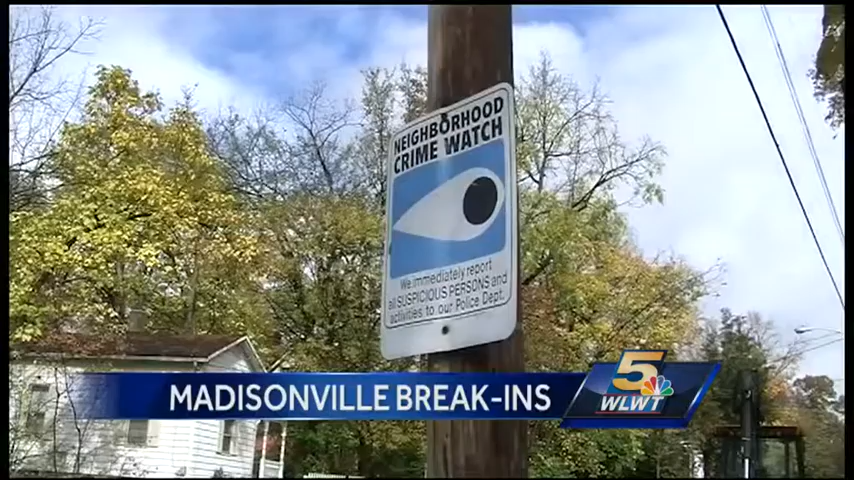 NEIGHBORHOOD
CRIME WATCH
We immediately report
all SUSPICIOUS PERSONS and
activities to our Police Dept.
MADISONVILLE BREAK-INS
5
WLWT